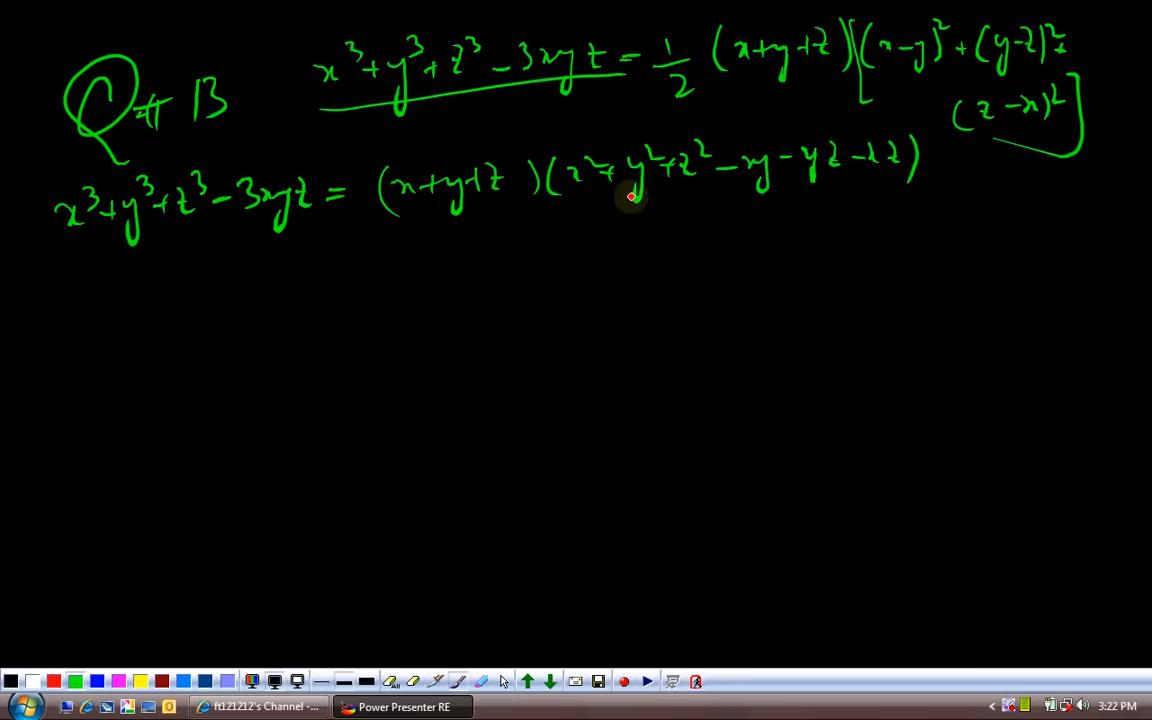 Q# 13 x³+y³+z³-3xyz = 1/2 (x+y+z)[(x-y)²+(y-z)²+
(z-x)²]
x³+y³+z³-3xyz = (x+y+z)(x²+y²+z²-xy-yz-xz)
ft121212's Channel -... Power Presenter RE < 3:22 PM